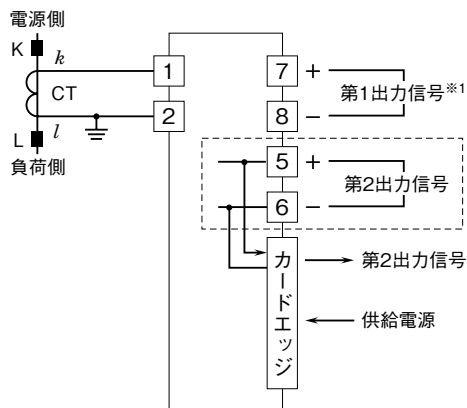 電源側
K
k
CT
L
l
負荷側
1
2
7 +
8 −
第1出力信号※1
5 +
6 −
第2出力信号
カードエッジ
第2出力信号
供給電源